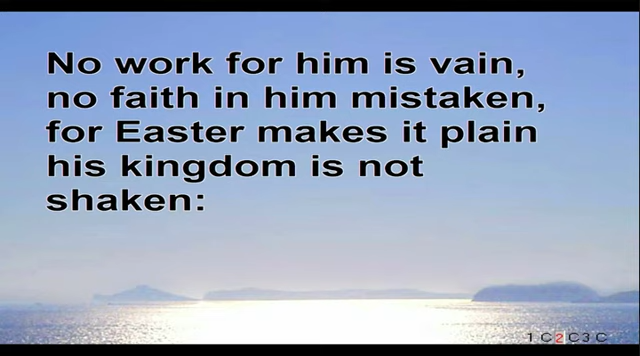 No work for him is vain,
no faith in him mistaken,
for Easter makes it plain
his kingdom is not
shaken:
1 C 2 C 3 C